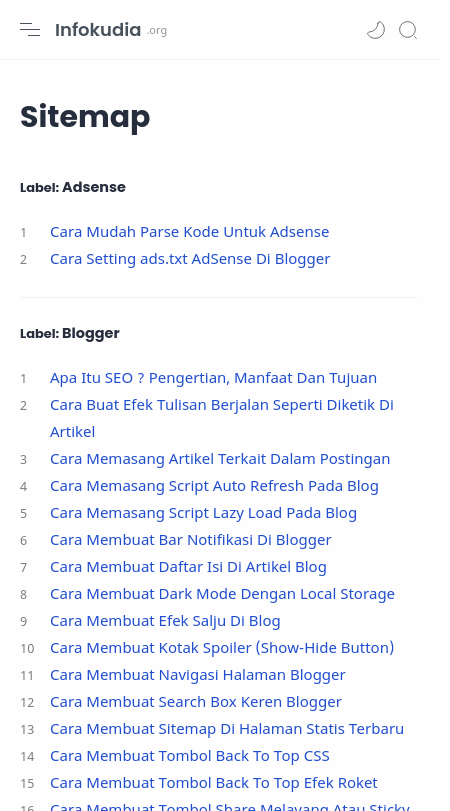 Infokudia .org
Sitemap
Label: Adsense
1 Cara Mudah Parse Kode Untuk Adsense
2 Cara Setting ads.txt AdSense Di Blogger
Label: Blogger
1 Apa Itu SEO ? Pengertian, Manfaat Dan Tujuan
2 Cara Buat Efek Tulisan Berjalan Seperti Diketik Di
Artikel
3 Cara Memasang Artikel Terkait Dalam Postingan
4 Cara Memasang Script Auto Refresh Pada Blog
5 Cara Memasang Script Lazy Load Pada Blog
6 Cara Membuat Bar Notifikasi Di Blogger
7 Cara Membuat Daftar Isi Di Artikel Blog
8 Cara Membuat Dark Mode Dengan Local Storage
9 Cara Membuat Efek Salju Di Blog
10 Cara Membuat Kotak Spoiler (Show-Hide Button)
11 Cara Membuat Navigasi Halaman Blogger
12 Cara Membuat Search Box Keren Blogger
13 Cara Membuat Sitemap Di Halaman Statis Terbaru
14 Cara Membuat Tombol Back To Top CSS
15 Cara Membuat Tombol Back To Top Efek Roket
16 Cara Membuat Tombol Share Melayang Atau Sticky